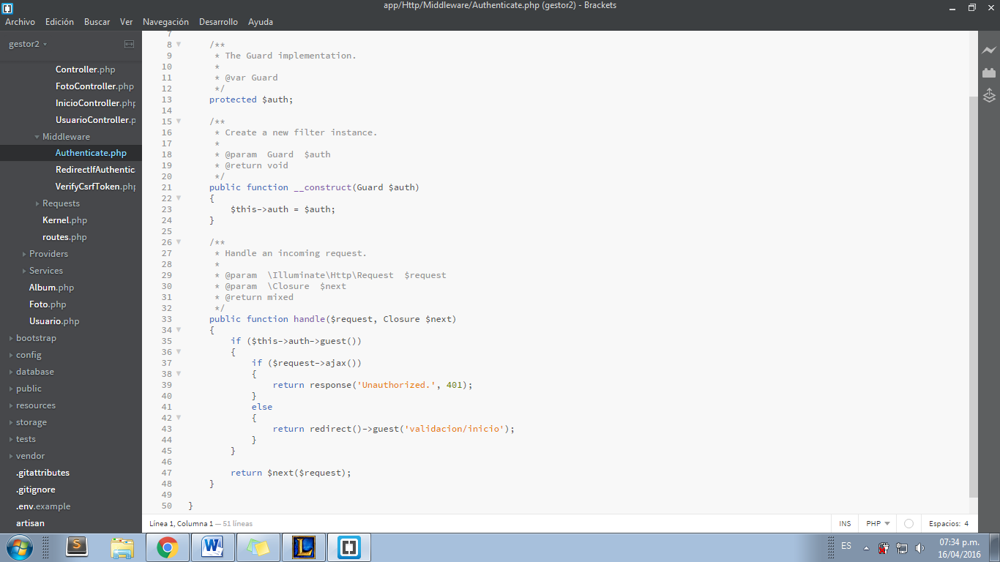 app/Http/Middleware/Authenticate.php (gestor2) - Brackets
Archivo Edición Buscar Ver Navegación Desarrollo Ayuda
gestor2
Controller.php
FotoController.php
InicioController.php
UsuarioController.p
Middleware
Authenticate.php
RedirectIfAuthentic
VerifyCsrfToken.php
Requests
Kernel.php
routes.php
Providers
Services
Album.php
Foto.php
Usuario.php
bootstrap
config
database
public
resources
storage
tests
vendor
.gitattributes
.gitignore
.env.example
artisan
7
8 /**
9 * The Guard implementation.
10 *
11 * @var Guard
12 */
13 protected $auth;
14
15 /**
16 * Create a new filter instance.
17 *
18 * @param  Guard  $auth
19 * @return void
20 */
21 public function __construct(Guard $auth)
22 {
23 $this->auth = $auth;
24 }
25
26 /**
27 * Handle an incoming request.
28 *
29 * @param  \Illuminate\Http\Request  $request
30 * @param  \Closure  $next
31 * @return mixed
32 */
33 public function handle($request, Closure $next)
34 {
35 if ($this->auth->guest())
36 {
37 if ($request->ajax())
38 {
39 return response('Unauthorized.', 401);
40 }
41 else
42 {
43 return redirect()->guest('validacion/inicio');
44 }
45 }
46
47 return $next($request);
48 }
49
50 }
Línea 1, Columna 1 — 51 líneas
INS PHP Espacios: 4
ES
07:34 p.m.
16/04/2016